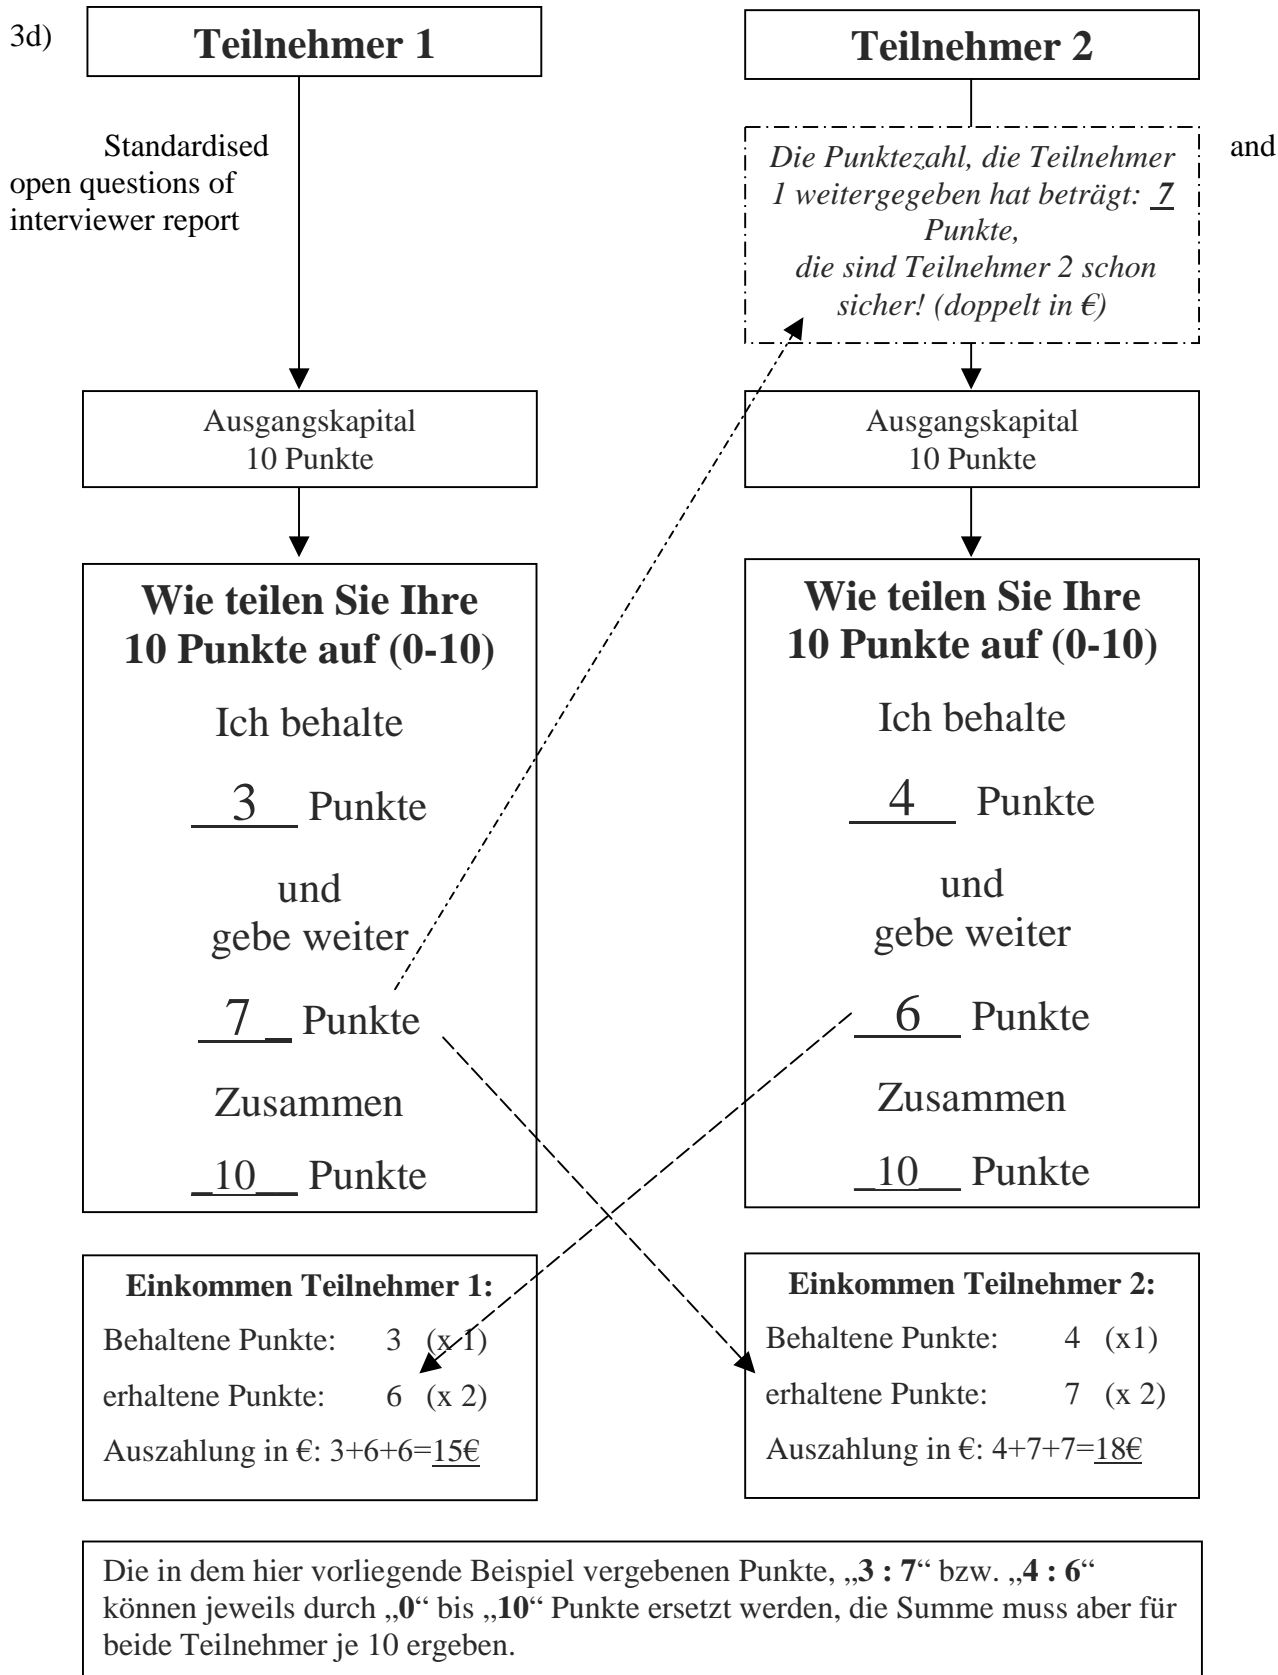 3d)
Teilnehmer 1
Standardised and
open questions of
interviewer report
Ausgangskapital
10 Punkte
Wie teilen Sie Ihre
10 Punkte auf (0-10)
Ich behalte
3 Punkte
und
gebe weiter
7 _ Punkte
Zusammen
_10__ Punkte
Einkommen Teilnehmer 1:
Behaltene Punkte: 3 (x 1)
erhaltene Punkte: 6 (x 2)
Auszahlung in €: 3+6+6=15€
Teilnehmer 2
Die Punktezahl, die Teilnehmer
1 weitergegeben hat beträgt: 7
Punkte,
die sind Teilnehmer 2 schon
sicher! (doppelt in €)
Ausgangskapital
10 Punkte
Wie teilen Sie Ihre
10 Punkte auf (0-10)
Ich behalte
4 Punkte
und
gebe weiter
6 Punkte
Zusammen
_10__ Punkte
Einkommen Teilnehmer 2:
Behaltene Punkte: 4 (x1)
erhaltene Punkte: 7 (x 2)
Auszahlung in €: 4+7+7=18€
Die in dem hier vorliegende Beispiel vergebenen Punkte, „3 : 7“ bzw. „4 : 6“
können jeweils durch „0“ bis „10“ Punkte ersetzt werden, die Summe muss aber für
beide Teilnehmer je 10 ergeben.